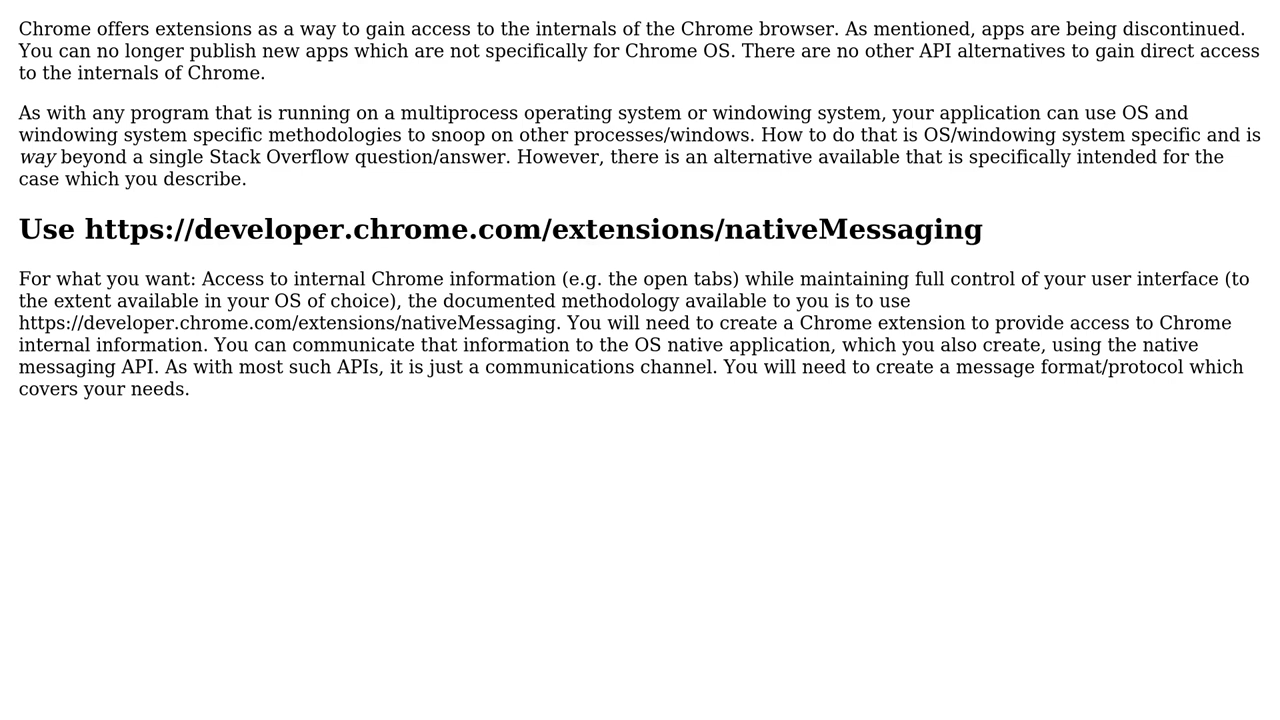 Chrome offers extensions as a way to gain access to the internals of the Chrome browser. As mentioned, apps are being discontinued.
You can no longer publish new apps which are not specifically for Chrome OS. There are no other API alternatives to gain direct access
to the internals of Chrome.
As with any program that is running on a multiprocess operating system or windowing system, your application can use OS and
windowing system specific methodologies to snoop on other processes/windows. How to do that is OS/windowing system specific and is
way beyond a single Stack Overflow question/answer. However, there is an alternative available that is specifically intended for the
case which you describe.
Use https://developer.chrome.com/extensions/nativeMessaging
For what you want: Access to internal Chrome information (e.g. the open tabs) while maintaining full control of your user interface (to
the extent available in your OS of choice), the documented methodology available to you is to use
https://developer.chrome.com/extensions/nativeMessaging. You will need to create a Chrome extension to provide access to Chrome
internal information. You can communicate that information to the OS native application, which you also create, using the native
messaging API. As with most such APIs, it is just a communications channel. You will need to create a message format/protocol which
covers your needs.